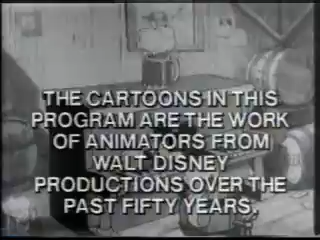 THE CARTOONS IN THIS
PROGRAM ARE THE WORK
OF ANIMATORS FROM
WALT DISNEY
PRODUCTIONS OVER THE
PAST FIFTY YEARS.